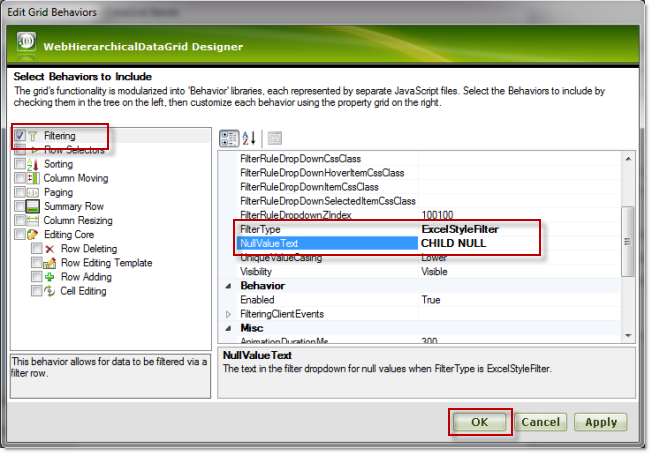 Edit Grid Behaviors
WebHierarchicalDataGrid Designer
Select Behaviors to Include
The grid's functionality is modularized into 'Behavior' libraries, each represented by separate JavaScript files. Select the Behaviors to include by
checking them in the tree on the left, then customize each behavior using the property grid on the right.
Filtering
Row Selectors
Sorting
Column Moving
Paging
Summary Row
Column Resizing
Editing Core
Row Deleting
Row Editing Template
Row Adding
Cell Editing
This behavior allows for data to be filtered via a
filter row.
FilterRuleDropDownCssClass
FilterRuleDropDownHoverItemCssClass
FilterRuleDropDownItemCssClass
FilterRuleDropDownSelectedItemCssClass
FilterRuleDropdownZIndex 100100
FilterType ExcelStyleFilter
NullValueText CHILD NULL
UniqueValueCasing Lower
Visibility Visible
Behavior
Enabled True
FilteringClientEvents
Misc
AnimationDurationMs 300
NullValueText
The text in the filter dropdown for null values when FilterType is ExcelStyleFilter.
OK Cancel Apply